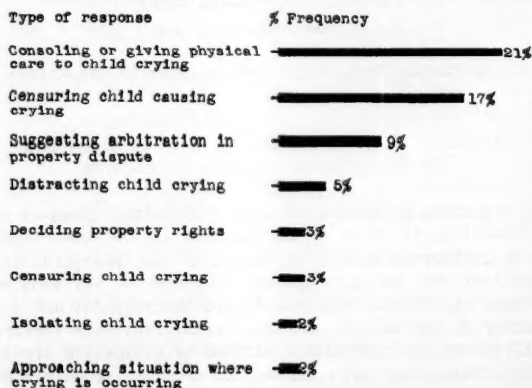 Type of response % Frequency
Consoling or giving physical
care to child crying 21%
Censuring child causing
crying 17%
Suggesting arbitration in
property dispute 9%
Distracting child crying 5%
Deciding property rights 3%
Censuring child crying 3%
Isolating child crying 2%
Approaching situation where
crying is occurring 2%